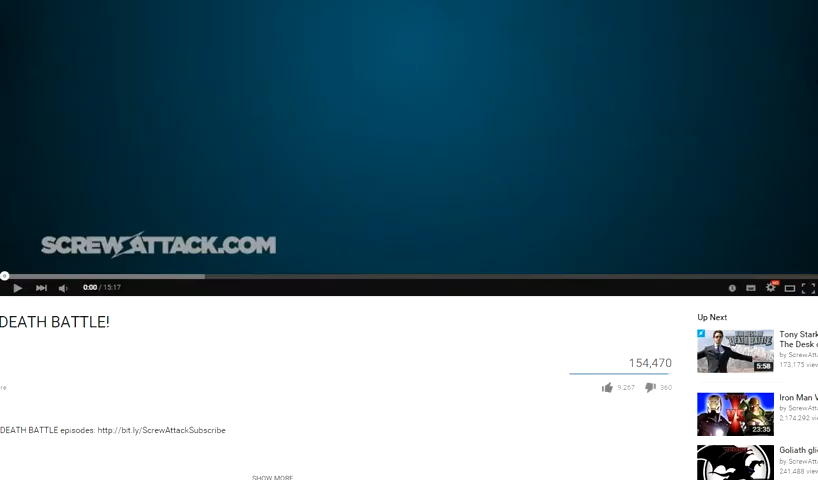 SCREWATTACK.COM
0:00 / 15:17
DEATH BATTLE!
154,470
9,267 360
re
DEATH BATTLE episodes: http://bit.ly/ScrewAttackSubscribe
SHOW MORE
Up Next
Tony Stark
The Desk o
by ScrewAtt
173,175 view
5:58
Iron Man V
by ScrewAtt
2,174,292 vie
23:35
Goliath gli
by ScrewAtt
241,488 view